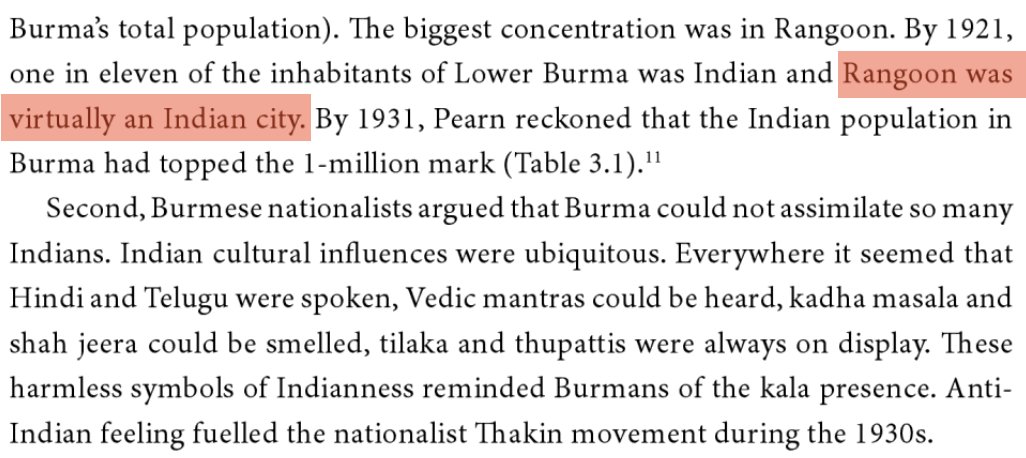 Burma’s total population). The biggest concentration was in Rangoon. By 1921,
one in eleven of the inhabitants of Lower Burma was Indian and Rangoon was
virtually an Indian city. By 1931, Pearn reckoned that the Indian population in
Burma had topped the 1-million mark (Table 3.1).¹¹
Second, Burmese nationalists argued that Burma could not assimilate so many
Indians. Indian cultural influences were ubiquitous. Everywhere it seemed that
Hindi and Telugu were spoken, Vedic mantras could be heard, kadha masala and
shah jeera could be smelled, tilaka and thupattis were always on display. These
harmless symbols of Indianness reminded Burmans of the kala presence. Anti-
Indian feeling fuelled the nationalist Thakin movement during the 1930s.